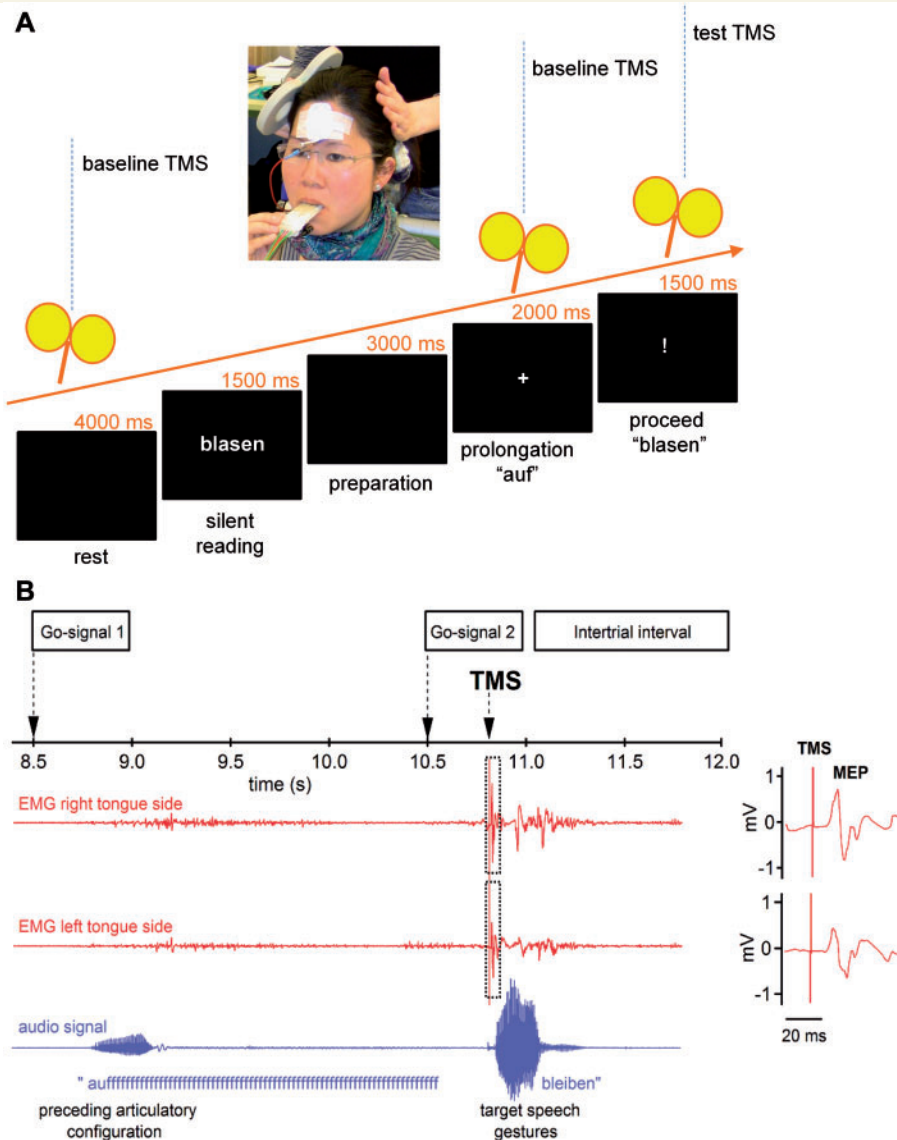 A
test TMS
baseline TMS
baseline TMS
1500 ms
2000 ms
3000 ms
1500 ms
4000 ms
!
+
blasen
proceed
"blasen"
prolongation
"auf"
preparation
silent
reading
rest
B
Go-signal 1
Go-signal 2
Intertrial interval
TMS
8.5 9.0 9.5 10.0 10.5 11.0 11.5 12.0
time (s)
EMG right tongue side
EMG left tongue side
audio signal
bleiben"
preceding articulatory
configuration
target speech
gestures
TMS
MEP
1
0
-1
mV
1
0
-1
mV
20 ms